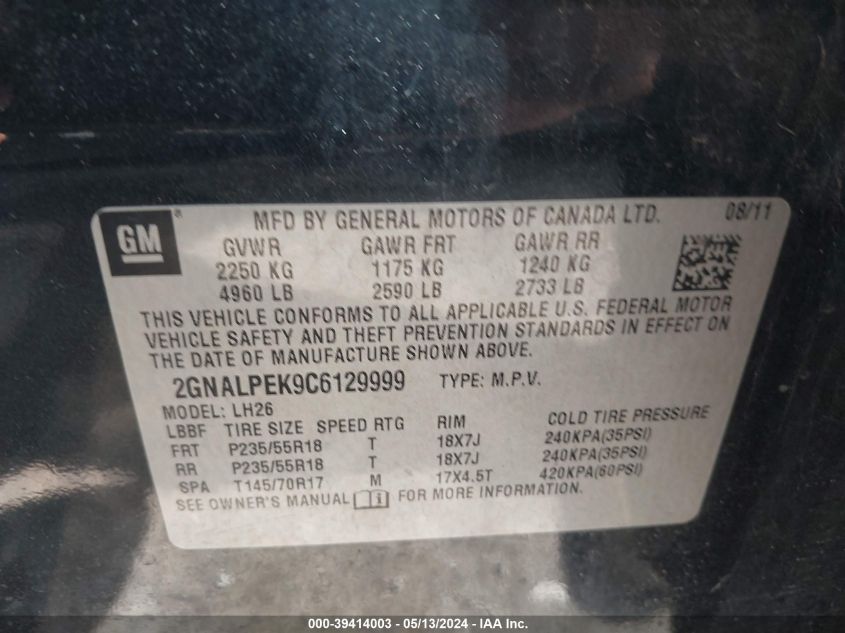 GM ® MFD BY GENERAL MOTORS OF CANADA LTD. 08/11
GVWR GAWR FRT GAWR RR
2250 KG 1175 KG 1240 KG
4960 LB 2590 LB 2733 LB
THIS VEHICLE CONFORMS TO ALL APPLICABLE U.S. FEDERAL MOTOR
VEHICLE SAFETY AND THEFT PREVENTION STANDARDS IN EFFECT ON
THE DATE OF MANUFACTURE SHOWN ABOVE.
2GNALPEK9C6129999 TYPE: M.P.V.
MODEL: LH26
LBBF TIRE SIZE SPEED RTG RIM COLD TIRE PRESSURE
FRT P235/55R18 T 18X7J 240KPA(35PSI)
RR P235/55R18 T 18X7J 240KPA(35PSI)
SPA T145/70R17 M 17X4.5T 420KPA(60PSI)
SEE OWNER'S MANUAL FOR MORE INFORMATION.
000-39414003 - 05/13/2024 - IAA Inc.